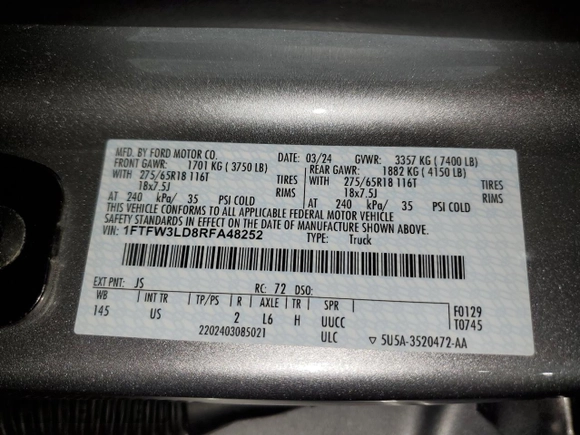 MFD. BY FORD MOTOR CO. DATE: 03/24 GVWR: 3357 KG ( 7400 LB)
FRONT GAWR: 1701 KG ( 3750 LB) REAR GAWR: 1882 KG ( 4150 LB)
WITH 275/65R18 116T TIRES WITH 275/65R18 116T TIRES
18x7.5J RIMS 18x7.5J RIMS
AT 240 kPa/ 35 PSI COLD AT 240 kPa/ 35 PSI COLD
THIS VEHICLE CONFORMS TO ALL APPLICABLE FEDERAL MOTOR VEHICLE
SAFETY STANDARDS IN EFFECT ON THE DATE OF MANUFACTURE SHOWN ABOVE.
VIN: 1FTFW3LD8RFA48252 TYPE: Truck
EXT PNT: JS RC: 72 DSO:
WB INT TR TP/PS R AXLE TR SPR F0129
145 US 2 L6 H UUCC T0745
2202403085021 ULC ▽ 5U5A-3520472-AA